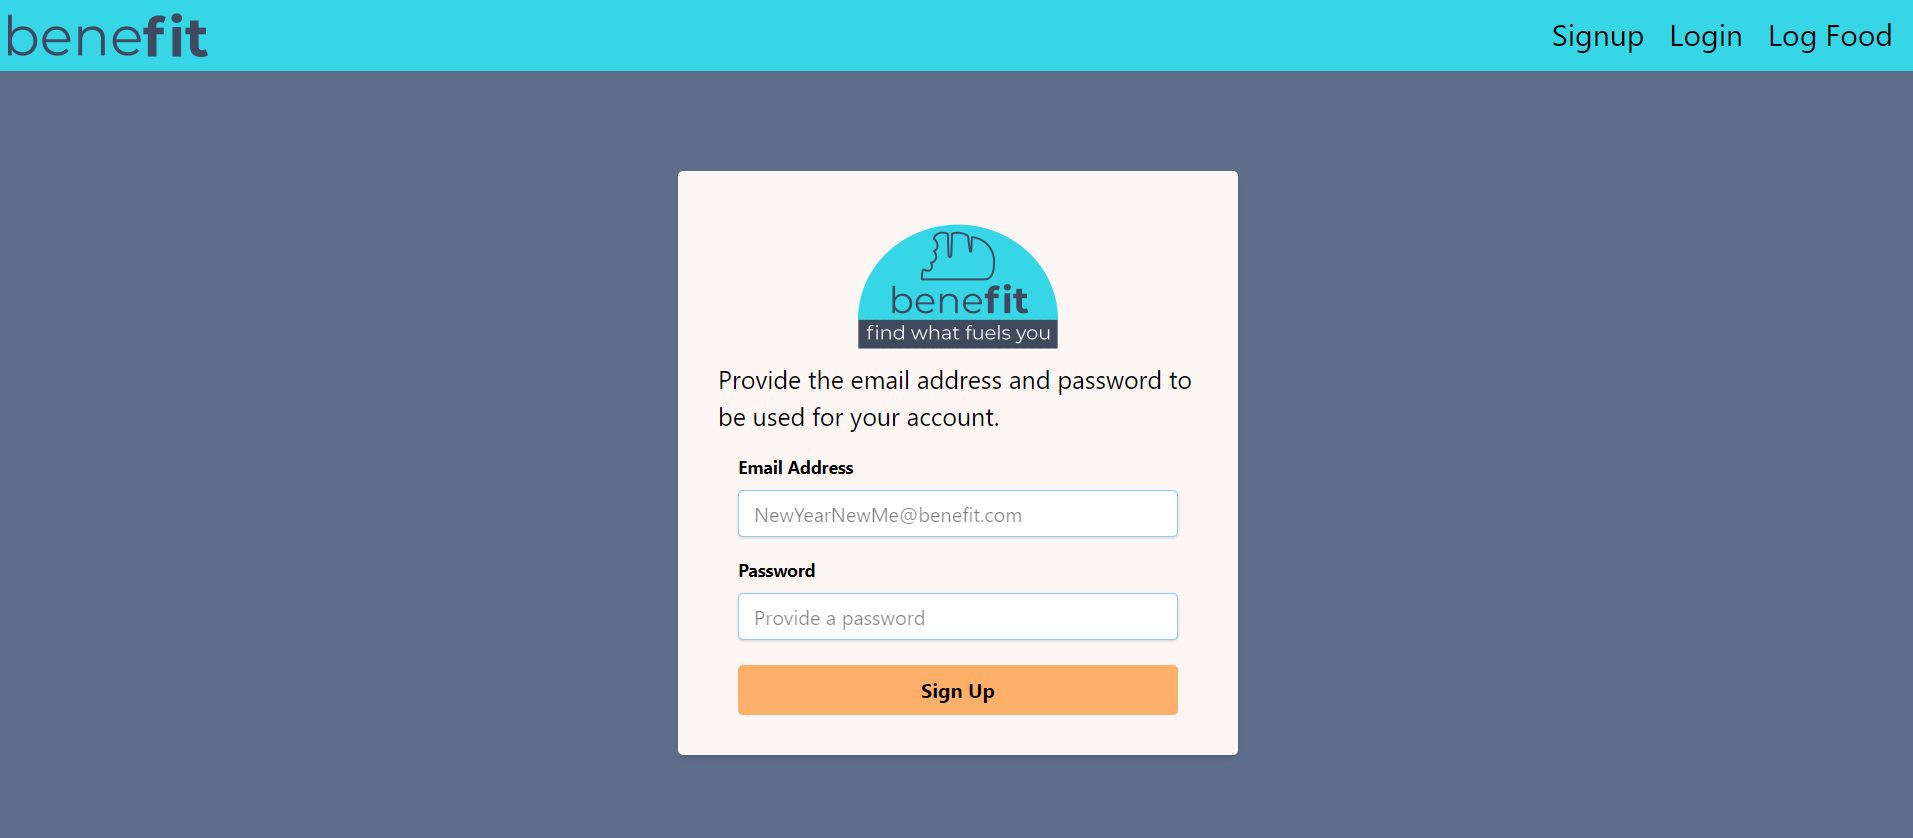 benefit
Signup Login Log Food
benefit
find what fuels you
Provide the email address and password to
be used for your account.
Email Address
NewYearNewMe@benefit.com
Password
Provide a password
Sign Up